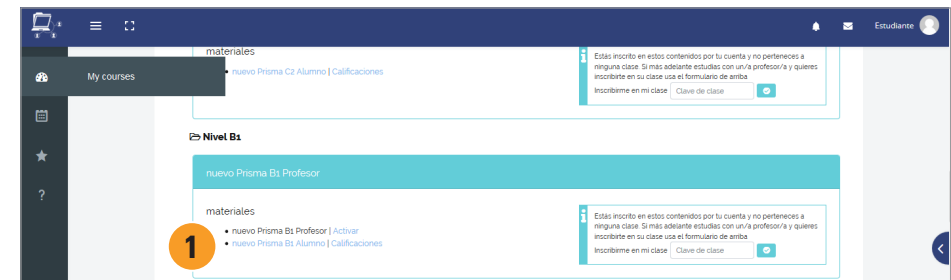 Estudiante
My courses
materiales
nuevo Prisma C2 Alumno | Calificaciones
Estás inscrito en estos contenidos por tu cuenta y no perteneces a
ninguna clase. Si más adelante estudias con un/a profesor/a y quieres
inscribirte en su clase usa el formulario de arriba
Inscribirme en mi clase Clave de clase
Nivel B1
nuevo Prisma B1 Profesor
materiales
nuevo Prisma B1 Profesor | Activar
nuevo Prisma B1 Alumno | Calificaciones
Estás inscrito en estos contenidos por tu cuenta y no perteneces a
ninguna clase. Si más adelante estudias con un/a profesor/a y quieres
inscribirte en su clase usa el formulario de arriba
Inscribirme en mi clase Clave de clase
?
1